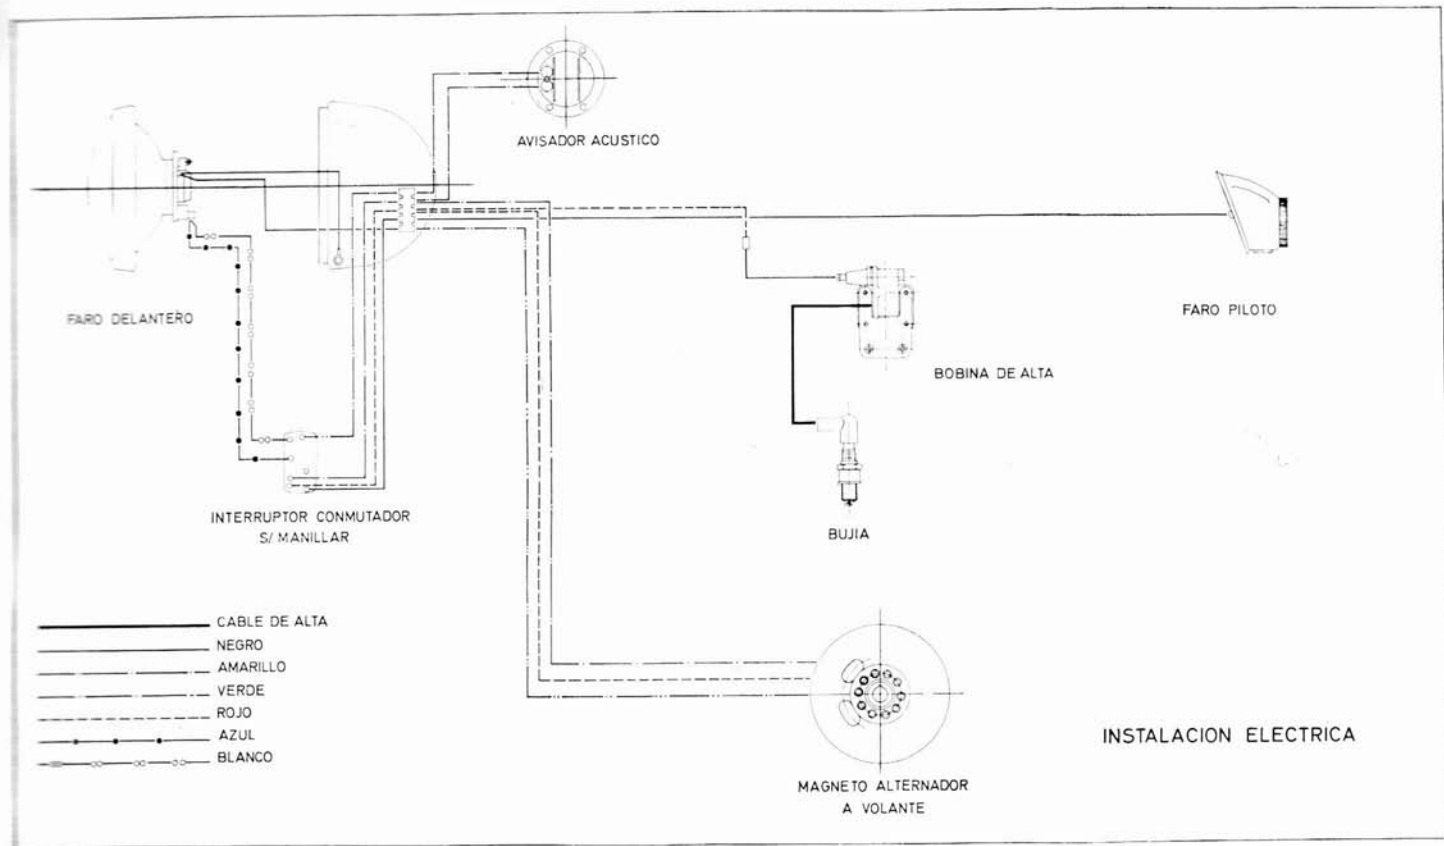 AVISADOR ACUSTICO
FARO DELANTERO
FARO PILOTO
BOBINA DE ALTA
INTERRUPTOR CONMUTADOR
S/ MANILLAR
BUJIA
CABLE DE ALTA
NEGRO
AMARILLO
VERDE
ROJO
AZUL
BLANCO
INSTALACION ELECTRICA
MAGNETO ALTERNADOR
A VOLANTE